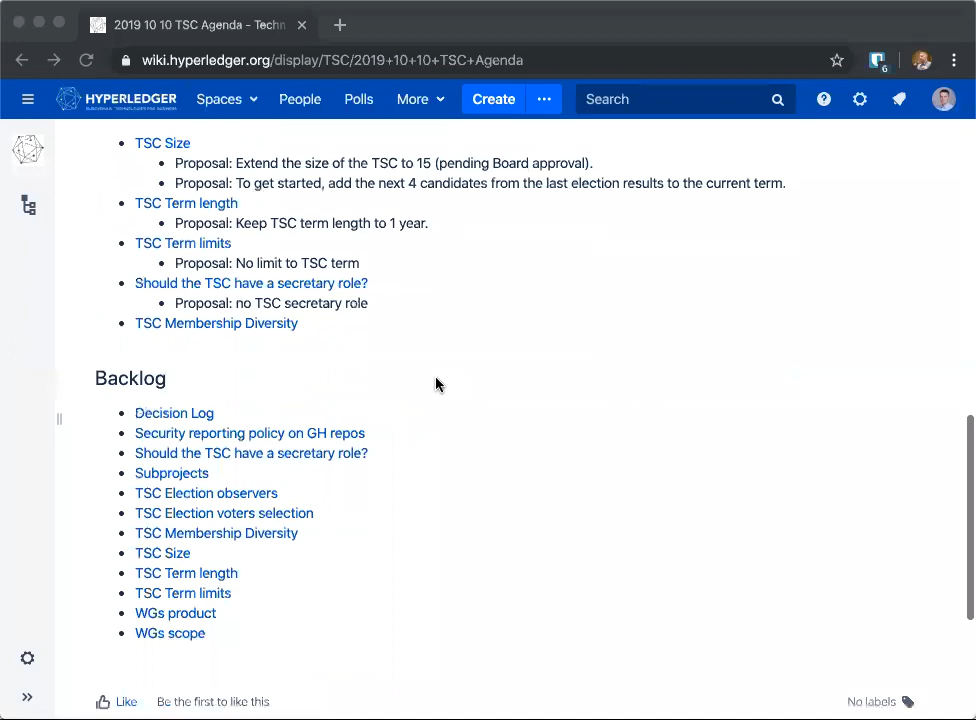 2019 10 10 TSC Agenda - Techn
wiki.hyperledger.org/display/TSC/2019+10+10+TSC+Agenda
6
HYPERLEDGER
Spaces
People
Polls
More
Create
Search
TSC Size
Proposal: Extend the size of the TSC to 15 (pending Board approval).
Proposal: To get started, add the next 4 candidates from the last election results to the current term.
TSC Term length
Proposal: Keep TSC term length to 1 year.
TSC Term limits
Proposal: No limit to TSC term
Should the TSC have a secretary role?
Proposal: no TSC secretary role
TSC Membership Diversity
Backlog
Decision Log
Security reporting policy on GH repos
Should the TSC have a secretary role?
Subprojects
TSC Election observers
TSC Election voters selection
TSC Membership Diversity
TSC Size
TSC Term length
TSC Term limits
WGs product
WGs scope
Like
Be the first to like this
No labels